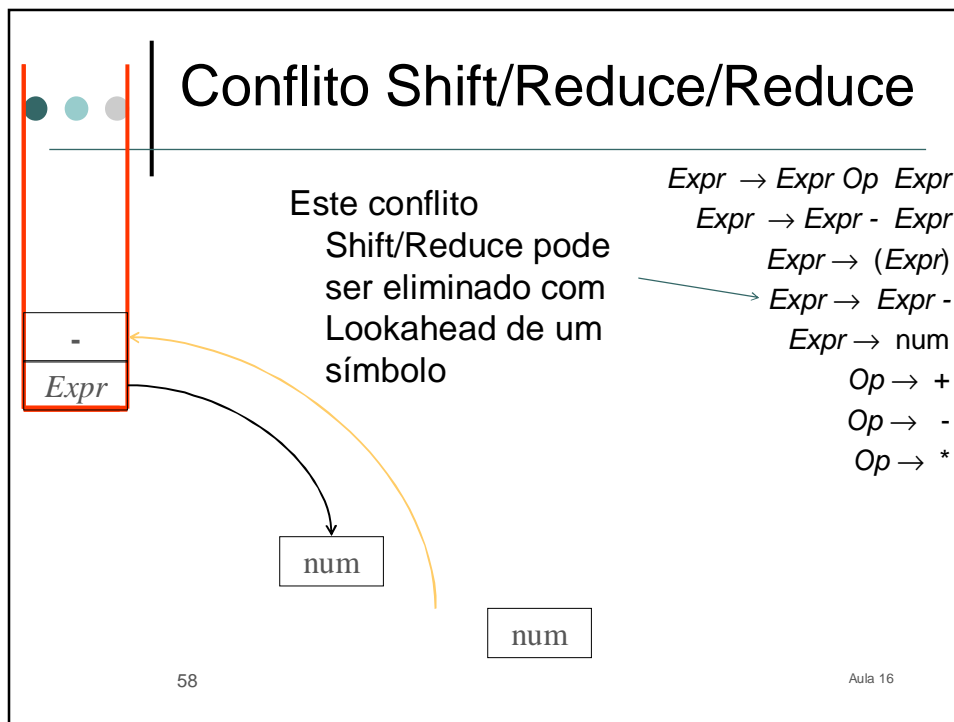 Conflito Shift/Reduce/Reduce
Este conflito
Shift/Reduce pode
ser eliminado com
Lookahead de um
símbolo
Expr → Expr Op Expr
Expr → Expr - Expr
Expr → (Expr)
Expr → Expr -
Expr → num
Op → +
Op → -
Op → *
-
Expr
num
num
58
Aula 16